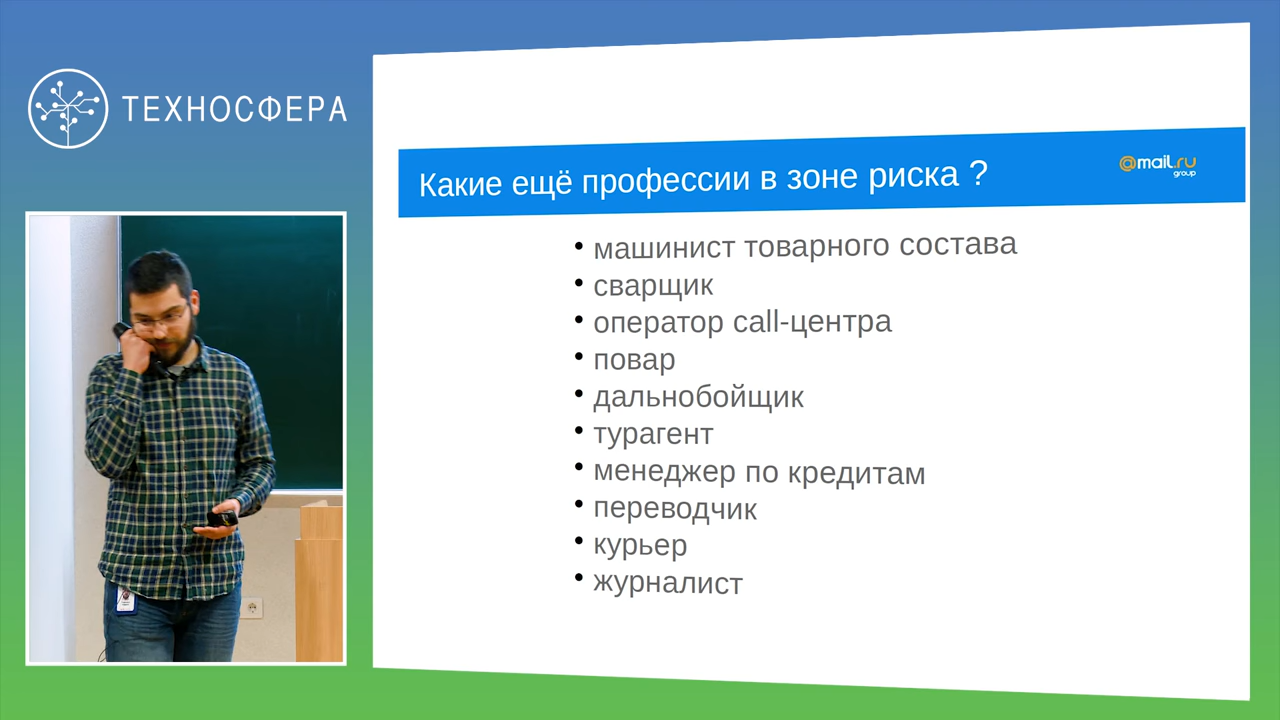 ТЕХНОСФЕРА
Какие ещё профессии в зоне риска ?
@mail.ru
group
• машинист товарного состава
• сварщик
• оператор call-центра
• повар
• дальнобойщик
• турагент
• менеджер по кредитам
• переводчик
• курьер
• журналист